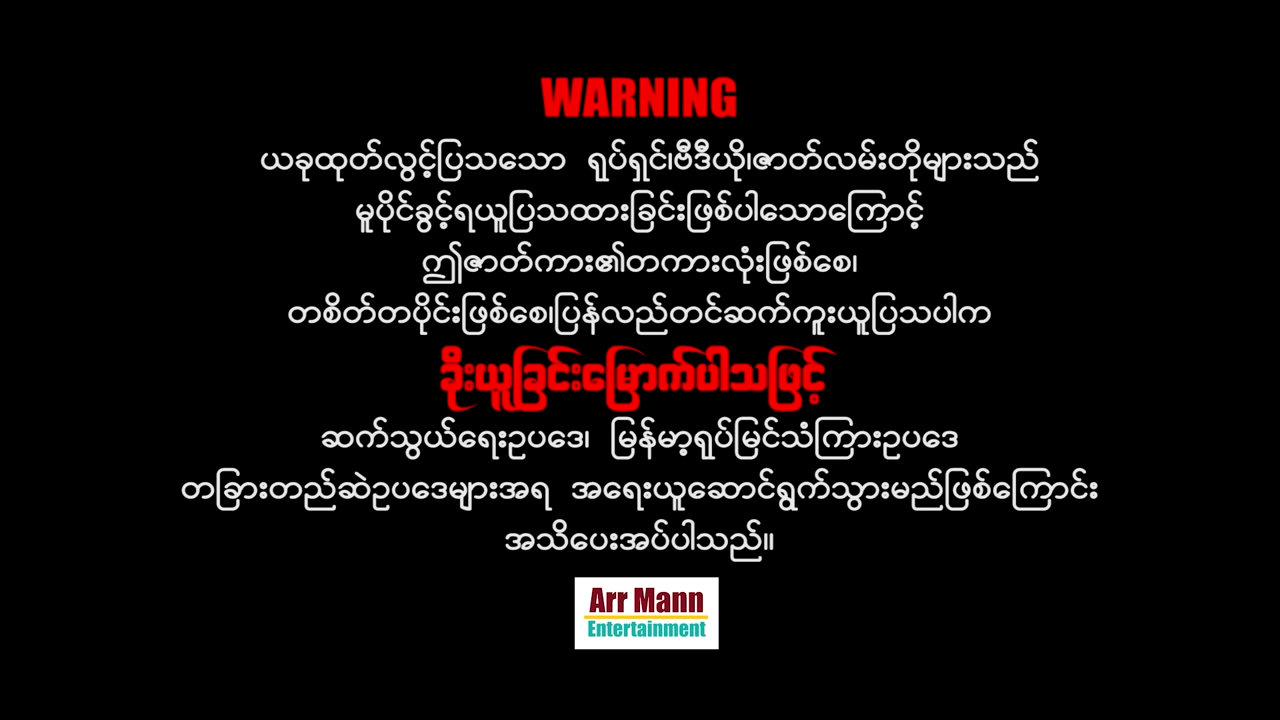 WARNING
ယခုထုတ်လွှင့်ပြသသော ရုပ်ရှင်၊ဗီဒီယို၊ဇာတ်လမ်းတိုများသည်
မူပိုင်ခွင့်ရယူပြသထားခြင်းဖြစ်ပါသောကြောင့်
ဤဇာတ်ကား၏တကားလုံးဖြစ်စေ၊
တစိတ်တပိုင်းဖြစ်စေ၊ပြန်လည်တင်ဆက်ကူးယူပြသပါက
ခိုးယူခြင်းမြောက်ပါသဖြင့်
ဆက်သွယ်ရေးဥပဒေ၊ မြန်မာ့ရုပ်မြင်သံကြားဥပဒေ
တခြားတည်ဆဲဥပဒေများအရ အရေးယူဆောင်ရွက်သွားမည်ဖြစ်ကြောင်း
အသိပေးအပ်ပါသည်။
Arr Mann
Entertainment